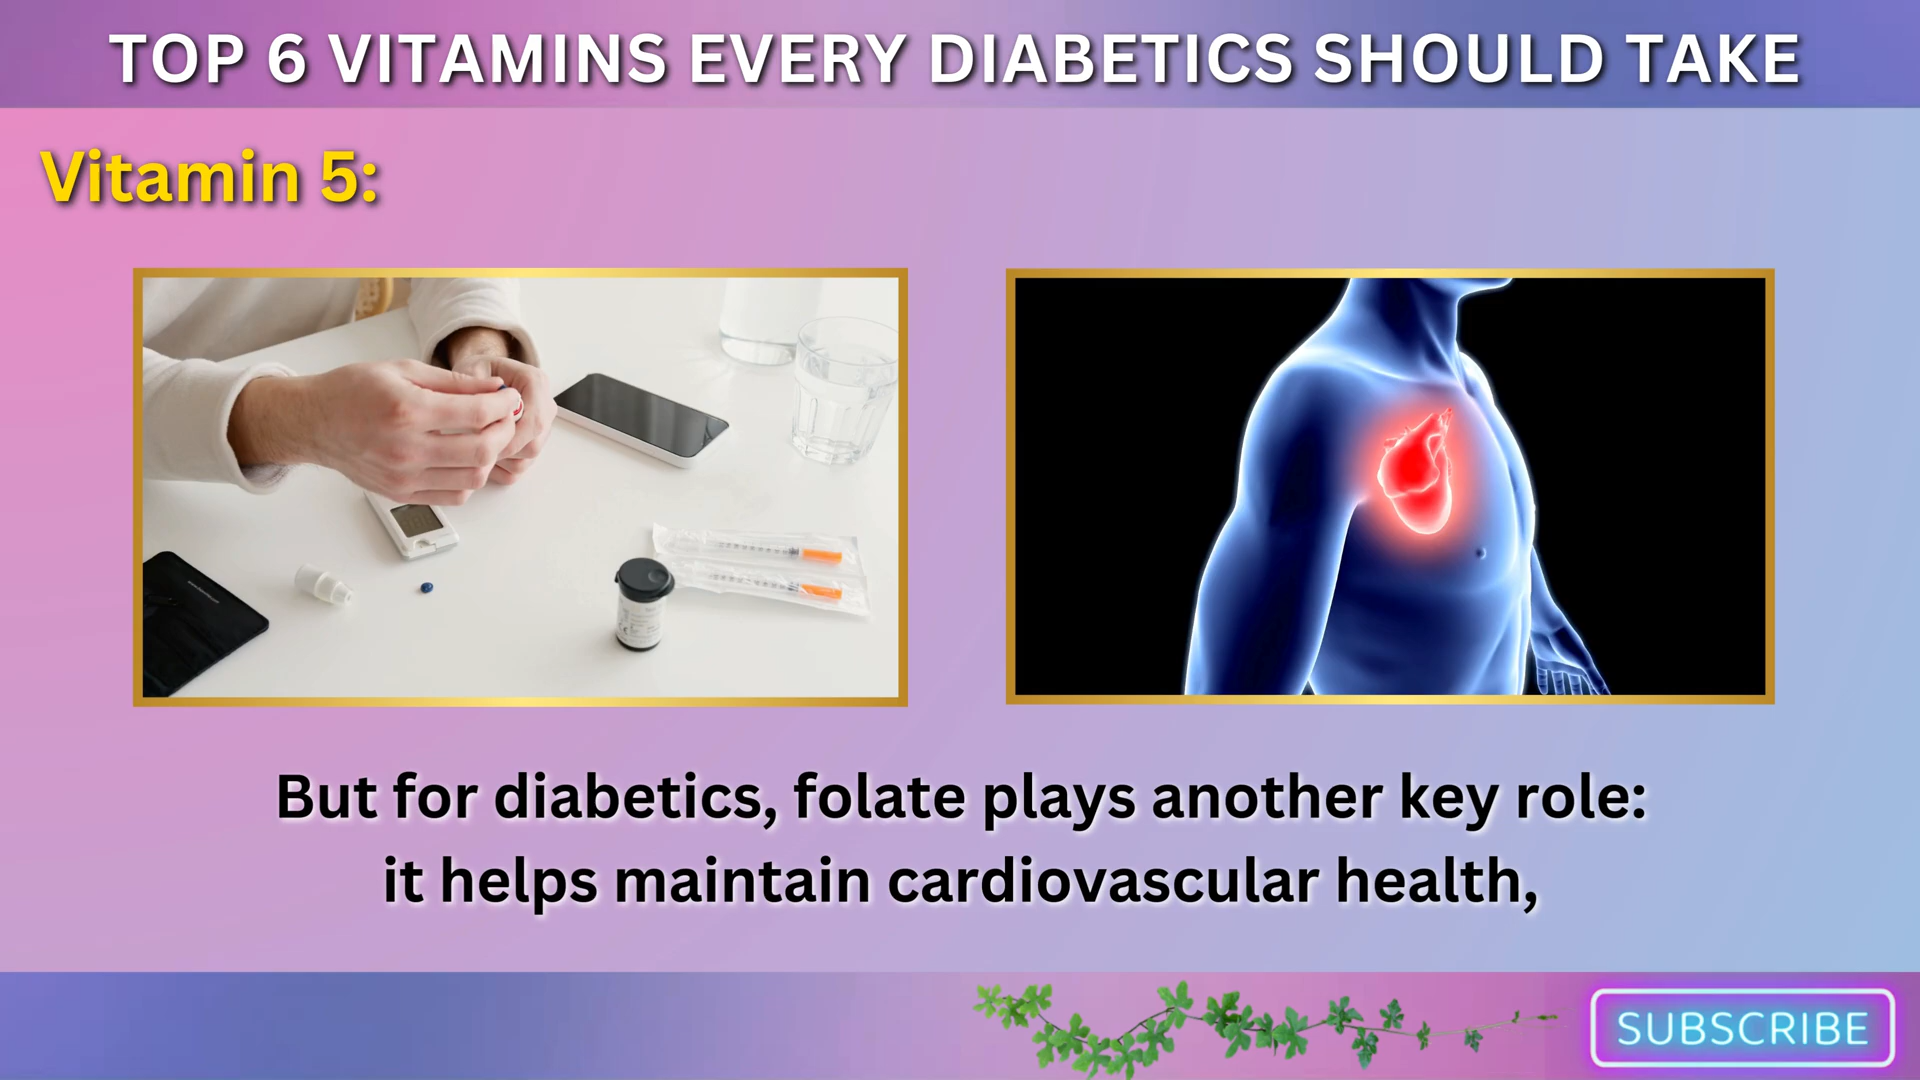 TOP 6 VITAMINS EVERY DIABETICS SHOULD TAKE
Vitamin 5:
But for diabetics, folate plays another key role:
it helps maintain cardiovascular health,
SUBSCRIBE